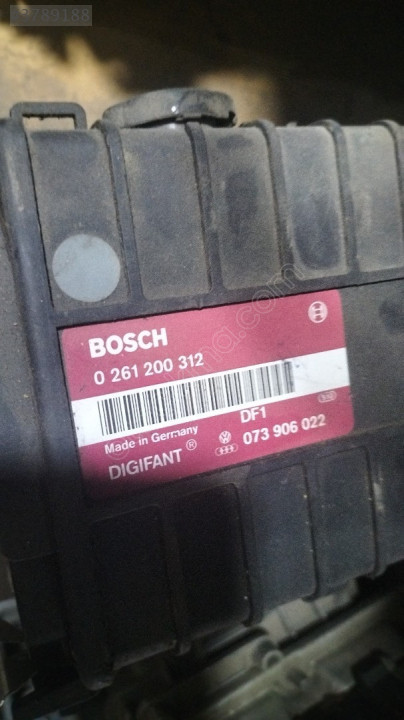 BOSCH
0 261 200 312
DF1
Made in Germany
DIGIFANT ® 073 906 022